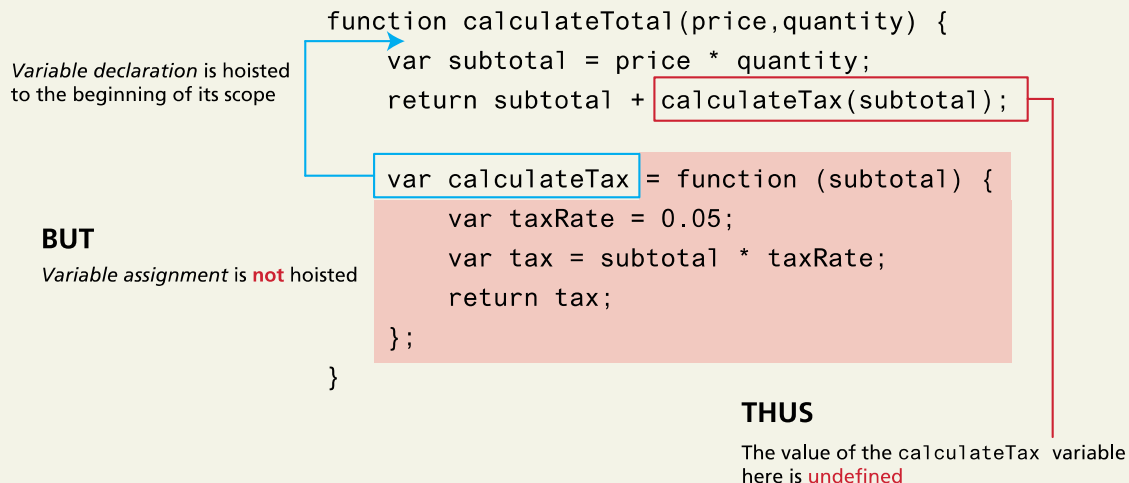 function calculateTotal(price,quantity) {
var subtotal = price * quantity;
Variable declaration is hoisted
to the beginning of its scope
return subtotal + calculateTax(subtotal);
var calculateTax = function (subtotal) {
var taxRate = 0.05;
BUT
var tax = subtotal * taxRate;
Variable assignment is not hoisted
return tax;
};
}
THUS
The value of the calculateTax variable
here is undefined